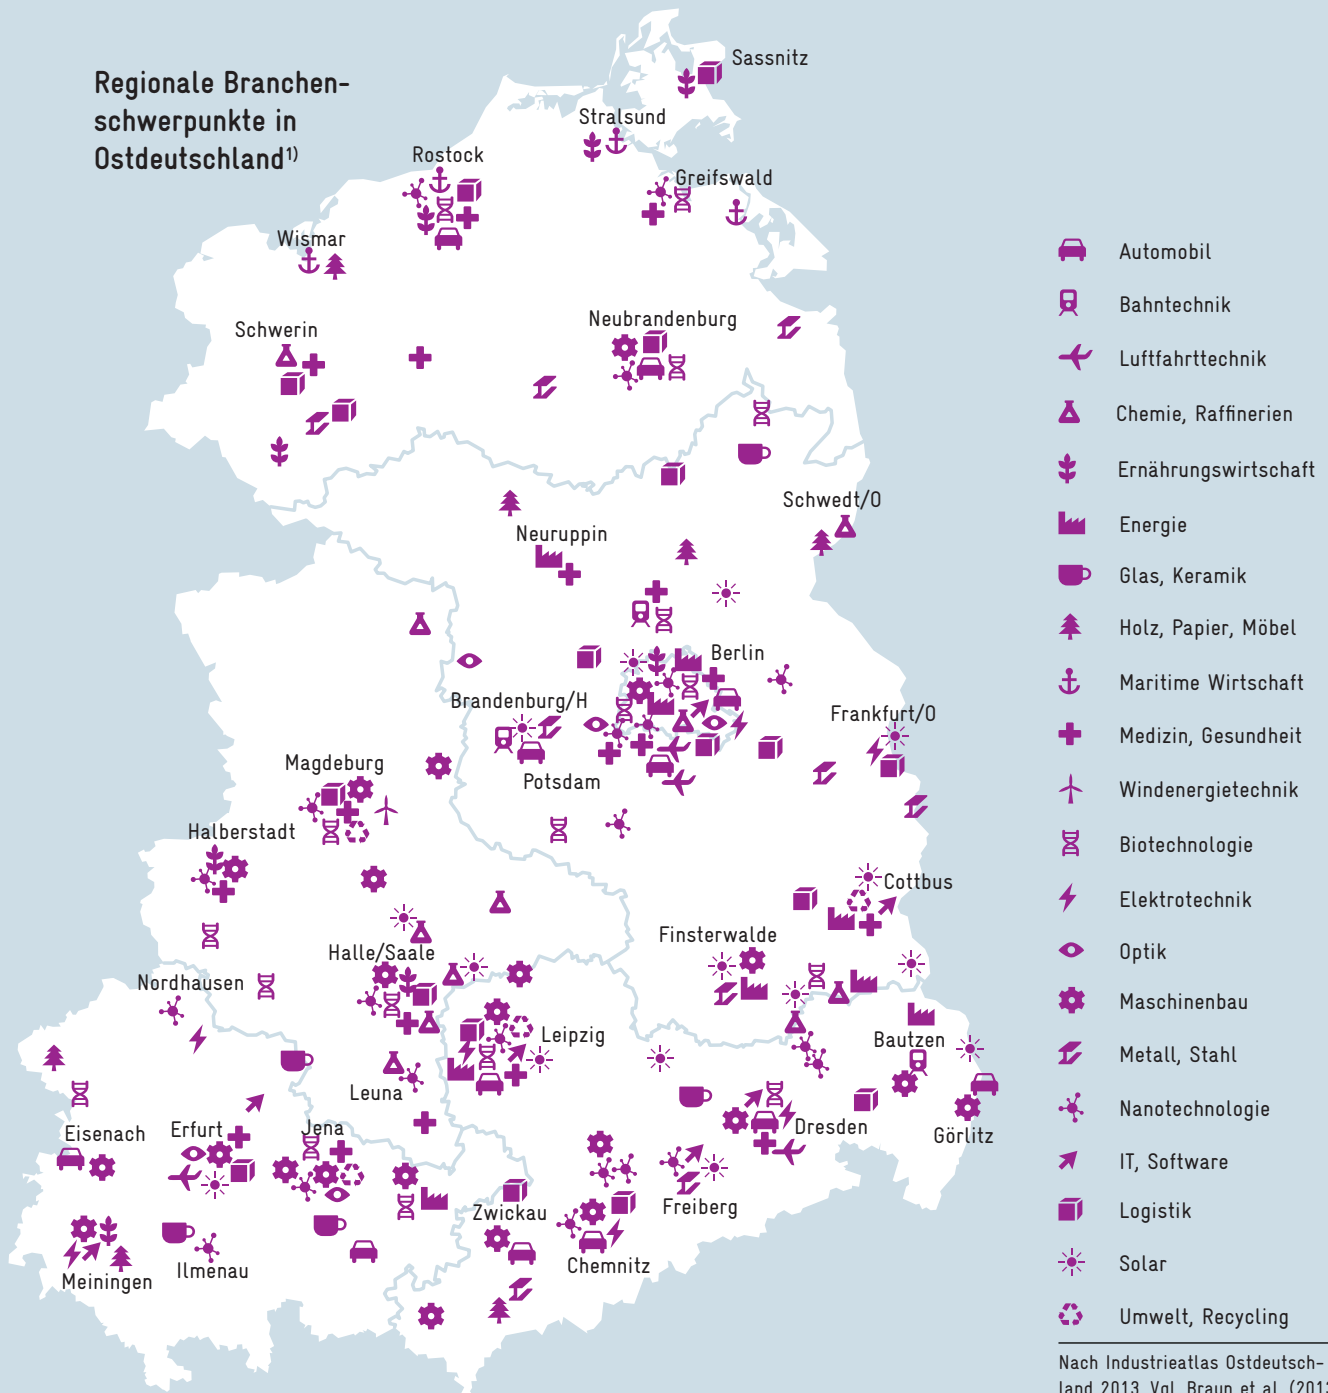 Regionale Branchen-
schwerpunkte in
Ostdeutschland1)
Sassnitz
Stralsund
Rostock
Greifswald
Wismar
Schwerin
Neubrandenburg
Schwedt/O
Neuruppin
Berlin
Brandenburg/H
Frankfurt/O
Potsdam
Magdeburg
Halberstadt
Cottbus
Finsterwalde
Halle/Saale
Nordhausen
Leipzig
Bautzen
Leuna
Eisenach
Erfurt
Jena
Dresden
Görlitz
Zwickau
Freiberg
Chemnitz
Meiningen
Ilmenau
Automobil
Bahntechnik
Luftfahrttechnik
Chemie, Raffinerien
Ernährungswirtschaft
Energie
Glas, Keramik
Holz, Papier, Möbel
Maritime Wirtschaft
Medizin, Gesundheit
Windenergietechnik
Biotechnologie
Elektrotechnik
Optik
Maschinenbau
Metall, Stahl
Nanotechnologie
IT, Software
Logistik
Solar
Umwelt, Recycling
Nach Industrieatlas Ostdeutsch-
land 2013. Vgl. Braun et al. (2013